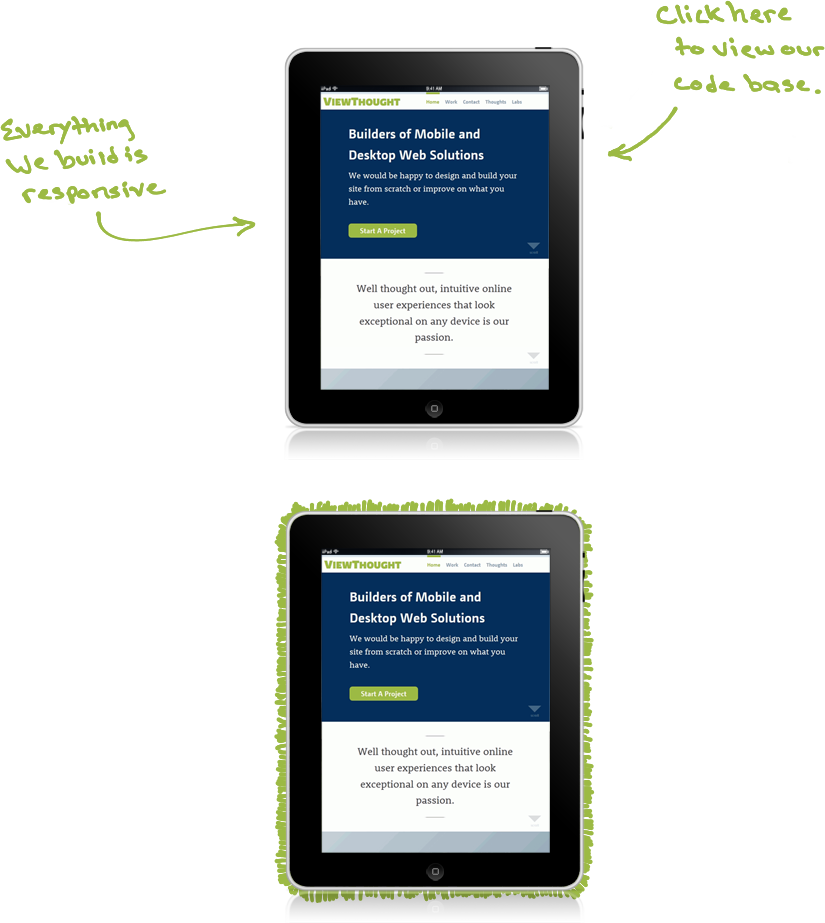 Click here
to view our
code base.
Everything
we build is
responsive
iPad 9:41 AM
VIEWTHOUGHT Home Work Contact Thoughts Labs
Builders of Mobile and
Desktop Web Solutions
We would be happy to design and build your
site from scratch or improve on what you
have.
Start A Project
Well thought out, intuitive online
user experiences that look
exceptional on any device is our
passion.
iPad 9:41 AM
VIEWTHOUGHT Home Work Contact Thoughts Labs
Builders of Mobile and
Desktop Web Solutions
We would be happy to design and build your
site from scratch or improve on what you
have.
Start A Project
Well thought out, intuitive online
user experiences that look
exceptional on any device is our
passion.